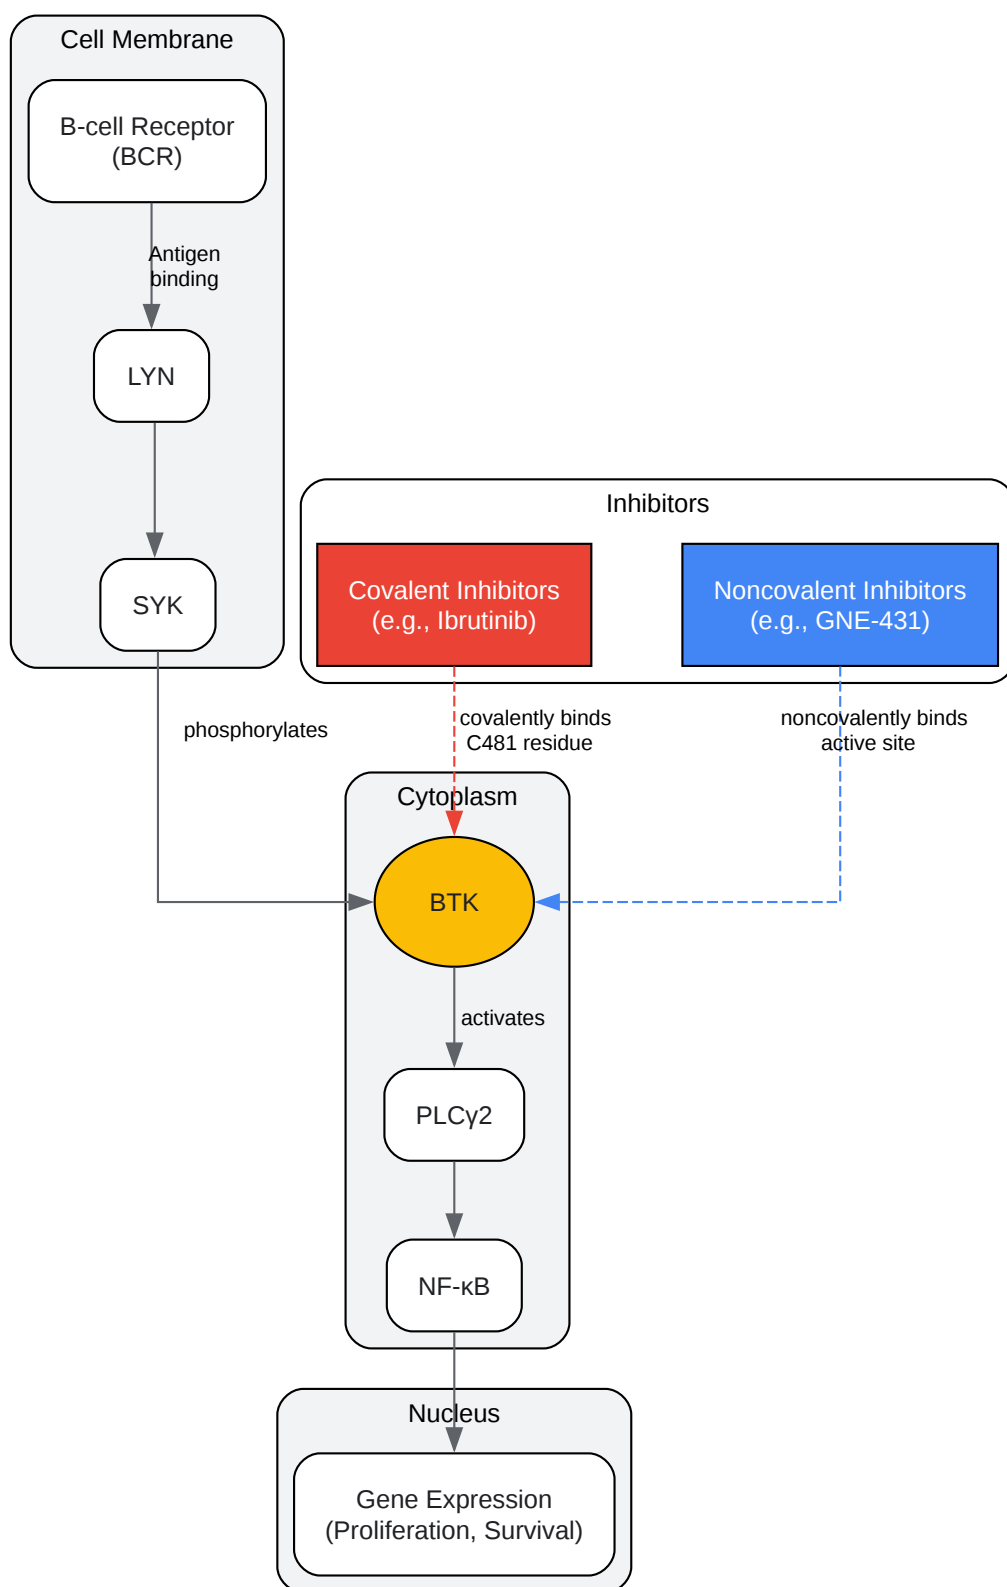 Cell Membrane
B-cell Receptor
(BCR)
Antigen
binding
LYN
SYK
Inhibitors
Covalent Inhibitors
(e.g., Ibrutinib)
Noncovalent Inhibitors
(e.g., GNE-431)
phosphorylates
covalently binds
C481 residue
noncovalently binds
active site
Cytoplasm
BTK
activates
PLCγ2
NF-κB
Nucleus
Gene Expression
(Proliferation, Survival)